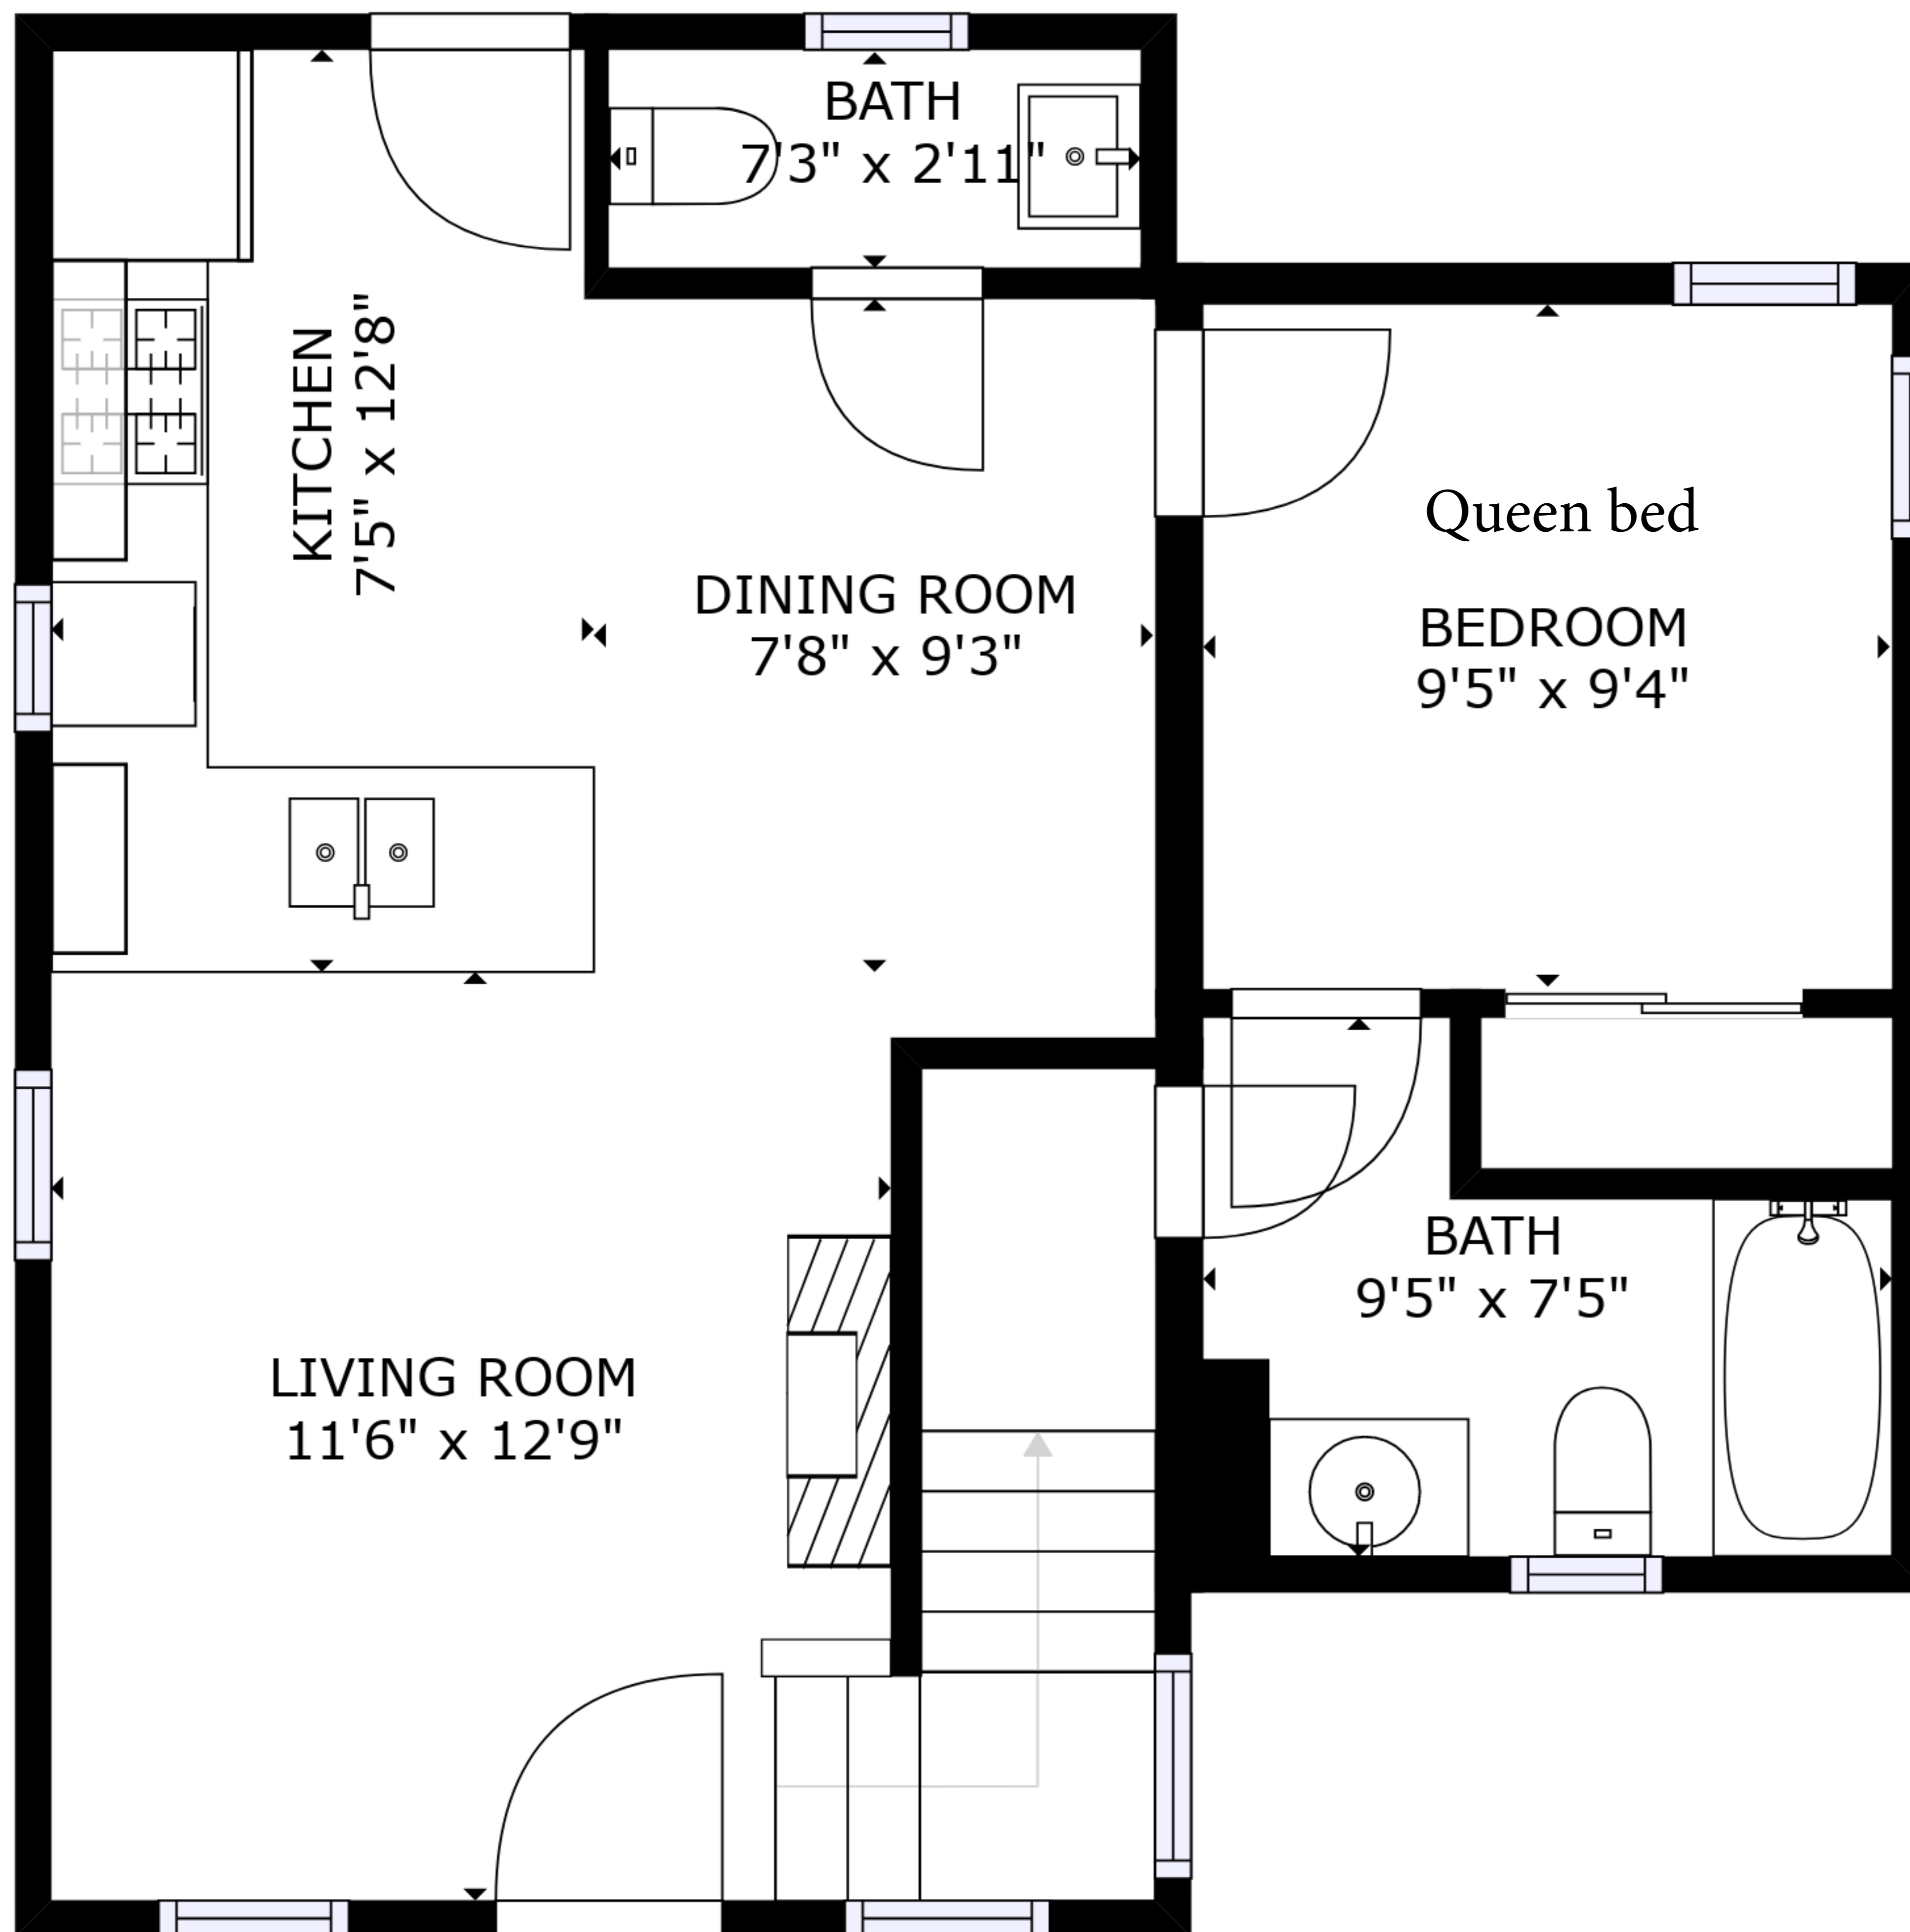 BATH
7'3" x 2'11"
KITCHEN
7'5" x 12'8"
Queen bed
DINING ROOM
7'8" x 9'3"
BEDROOM
9'5" x 9'4"
BATH
9'5" x 7'5"
LIVING ROOM
11'6" x 12'9"